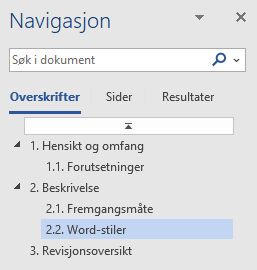 Navigasjon
Søk i dokument
Overskrifter Sider Resultater
1. Hensikt og omfang
1.1. Forutsetninger
2. Beskrivelse
2.1. Fremgangsmåte
2.2. Word-stiler
3. Revisjonsoversikt